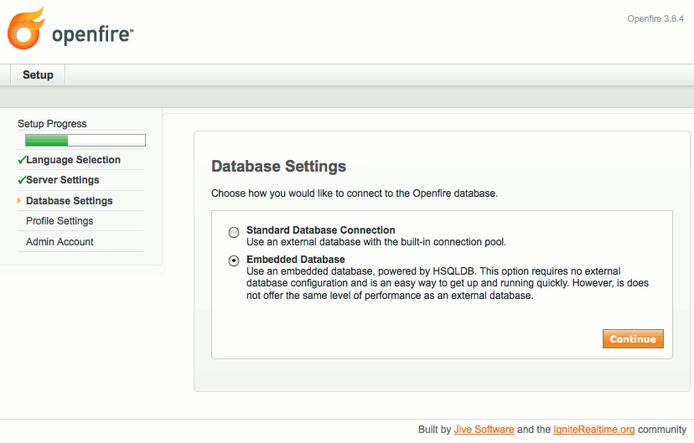 openfire™
Openfire 3.6.4
Setup
Setup Progress
Language Selection
Server Settings
Database Settings
Profile Settings
Admin Account
Database Settings
Choose how you would like to connect to the Openfire database.
Standard Database Connection
Use an external database with the built-in connection pool.
Embedded Database
Use an embedded database, powered by HSQLDB. This option requires no external
database configuration and is an easy way to get up and running quickly. However, is does
not offer the same level of performance as an external database.
Continue
Built by Jive Software and the IgniteRealtime.org community